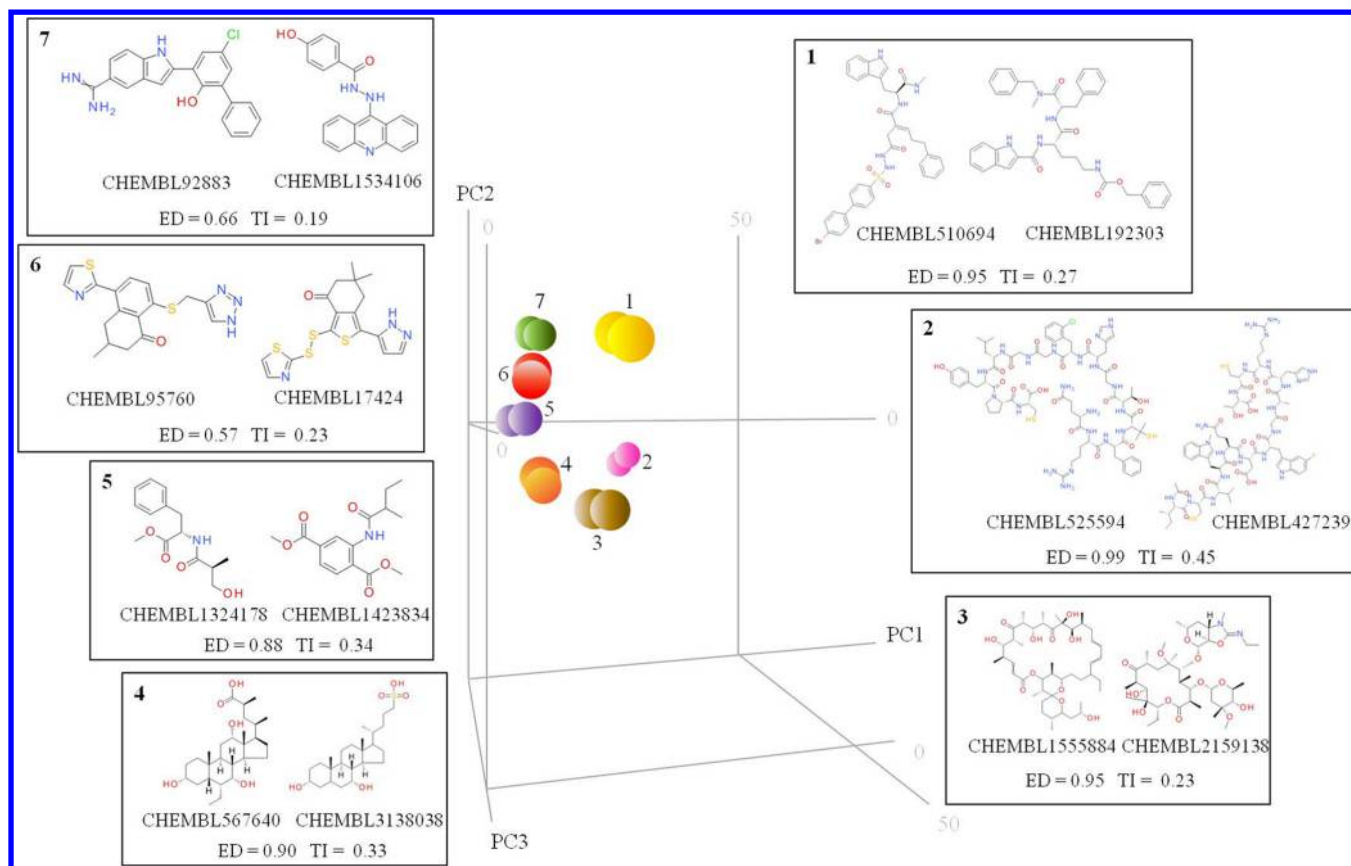 7
CHEMBL92883 CHEMBL1534106
ED = 0.66 TI = 0.19
6
CHEMBL95760 CHEMBL17424
ED = 0.57 TI = 0.23
5
CHEMBL1324178 CHEMBL1423834
ED = 0.88 TI = 0.34
4
CHEMBL567640 CHEMBL3138038
ED = 0.90 TI = 0.33
PC2
0
50
7
1
6
5
0
0
4
2
3
PC1
0
50
PC3
1
CHEMBL510694 CHEMBL192303
ED = 0.95 TI = 0.27
2
CHEMBL525594 CHEMBL427239
ED = 0.99 TI = 0.45
3
CHEMBL1555884 CHEMBL2159138
ED = 0.95 TI = 0.23